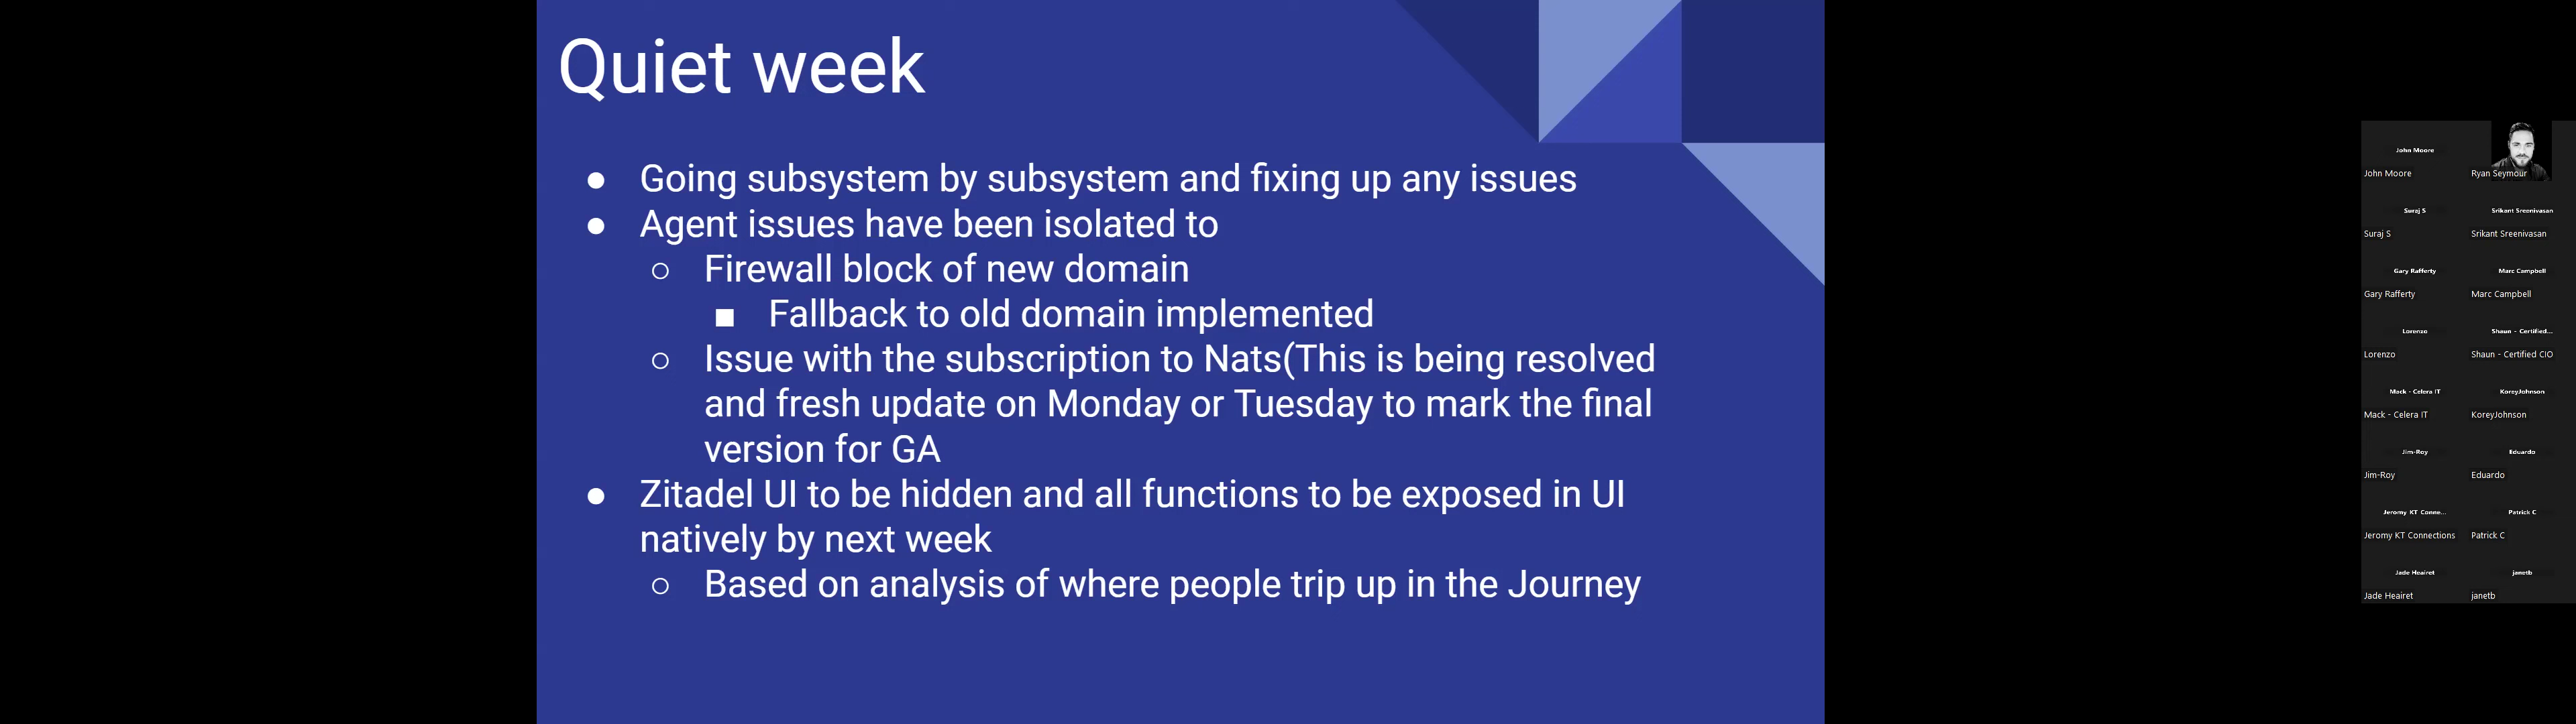 Quiet week
● Going subsystem by subsystem and fixing up any issues
● Agent issues have been isolated to
○ Firewall block of new domain
■ Fallback to old domain implemented
○ Issue with the subscription to Nats(This is being resolved
and fresh update on Monday or Tuesday to mark the final
version for GA
● Zitadel UI to be hidden and all functions to be exposed in UI
natively by next week
○ Based on analysis of where people trip up in the Journey
John Moore
John Moore
Ryan Seymour
Suraj S
Srikant Sreenivasan
Suraj S
Srikant Sreenivasan
Gary Rafferty
Marc Campbell
Gary Rafferty
Marc Campbell
Lorenzo
Shaun - Certified...
Lorenzo
Shaun - Certified CIO
Mack - Celera IT
KoreyJohnson
Mack - Celera IT
KoreyJohnson
Jim-Roy
Eduardo
Jim-Roy
Eduardo
Jeromy KT Conne...
Patrick C
Jeromy KT Connections
Patrick C
Jade Heairet
janetb
Jade Heairet
janetb